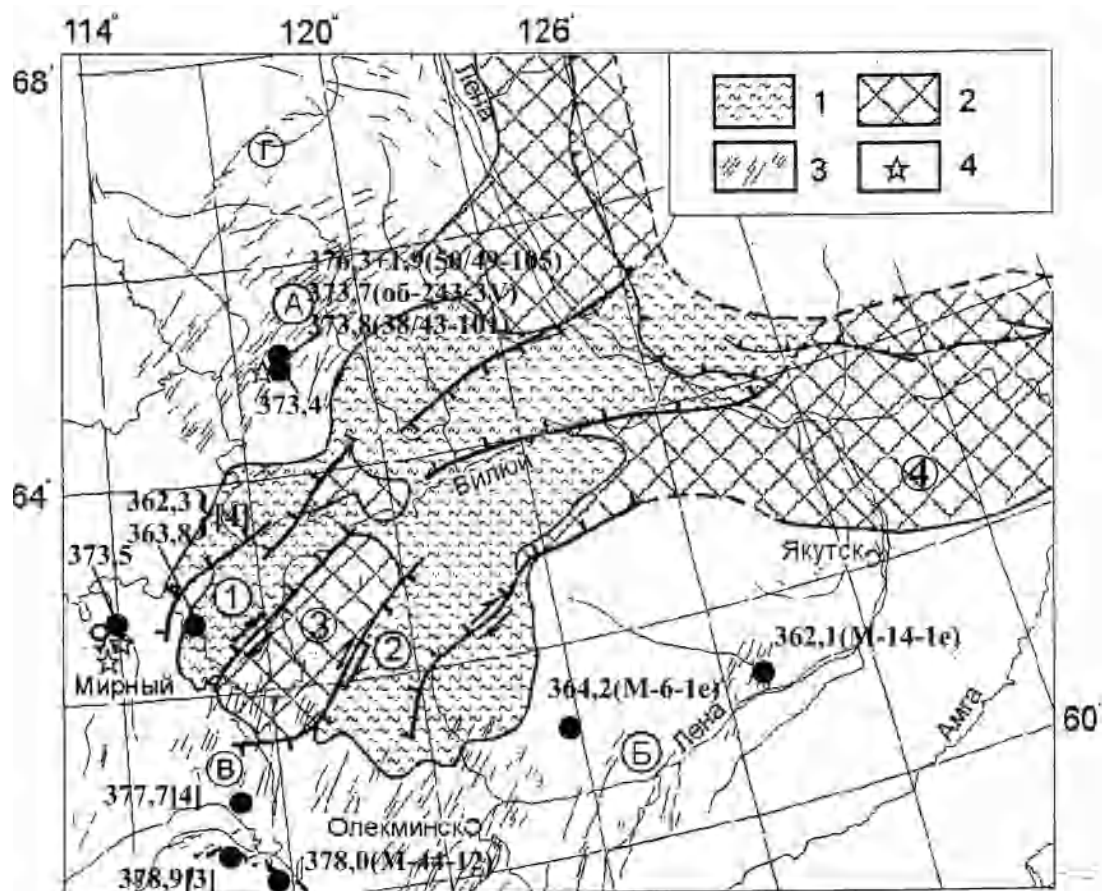 114°
120°
126°
68°
Лена
1
2
3
4
Г
376,3+1,9(50/49-105)
А
373,7(об-243-3V)
373,8(38/43-101)
373,4
Вилюй
4
64°
362,3}[4]
363,8
373,5
Якутск
1
3
2
362,1(М-14-1е)
Мирный
364,2(М-6-1е)
Амга
60°
Лена
Б
В
377,7[4]
Олекминск
378,0(М-44-12)
378,9[3]